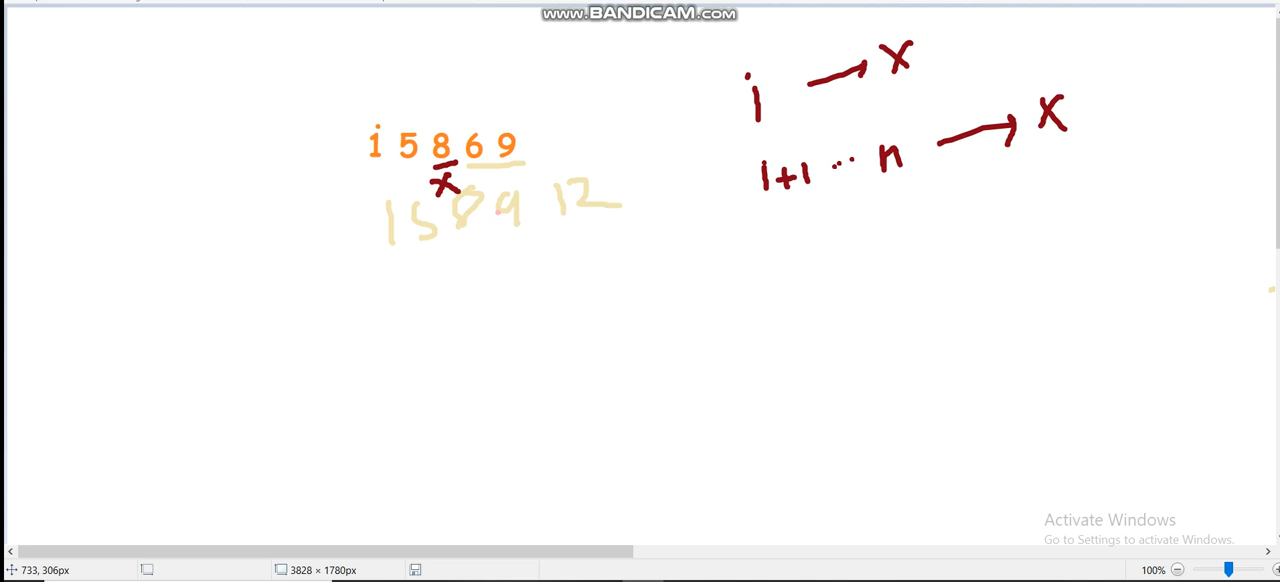 www.BANDICAM.com
i → x
1 5 8 6 9
i+1 ... n → x
x
1 5 8 9 12
Activate Windows
Go to Settings to activate Windows.
733, 306px
3828 × 1780px
100%